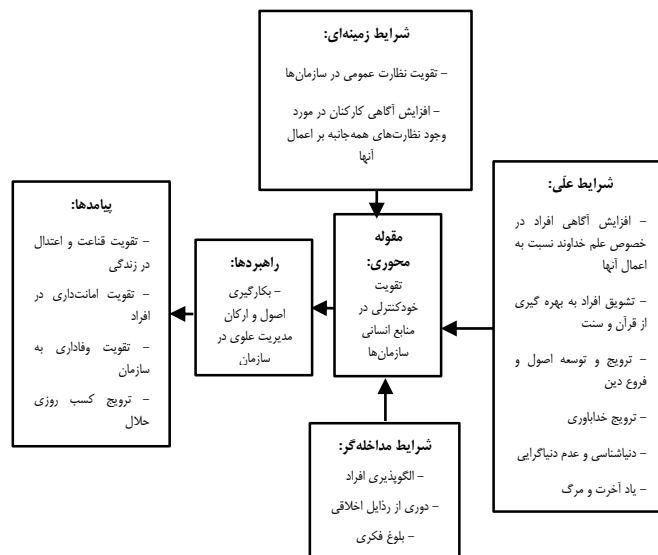 شرایط زمینه‌ای:
– تقویت نظارت عمومی در سازمان‌ها
– افزایش آگاهی کارکنان در مورد
وجود نظارت‌های همه‌جانبه بر اعمال
آنها
شرایط علّی:
– افزایش آگاهی افراد در
خصوص علم خداوند نسبت به
اعمال آنها
– تشویق افراد به بهره گیری
از قرآن و سنت
– ترویج و توسعه اصول و
فروع دین
– ترویج خداباوری
– دنیاشناسی و عدم دنیاگرایی
– یاد آخرت و مرگ
مقوله
محوری:
تقویت
خودکنترلی در
منابع انسانی
سازمان‌ها
راهبردها:
– بکارگیری
اصول و ارکان
مدیریت علوی در
سازمان
پیامدها:
– تقویت قناعت و اعتدال
در زندگی
– تقویت امانت‌داری در
افراد
– تقویت وفاداری به
سازمان
– ترویج کسب روزی
حلال
شرایط مداخله‌گر:
– الگوپذیری افراد
– دوری از رذایل اخلاقی
– بلوغ فکری